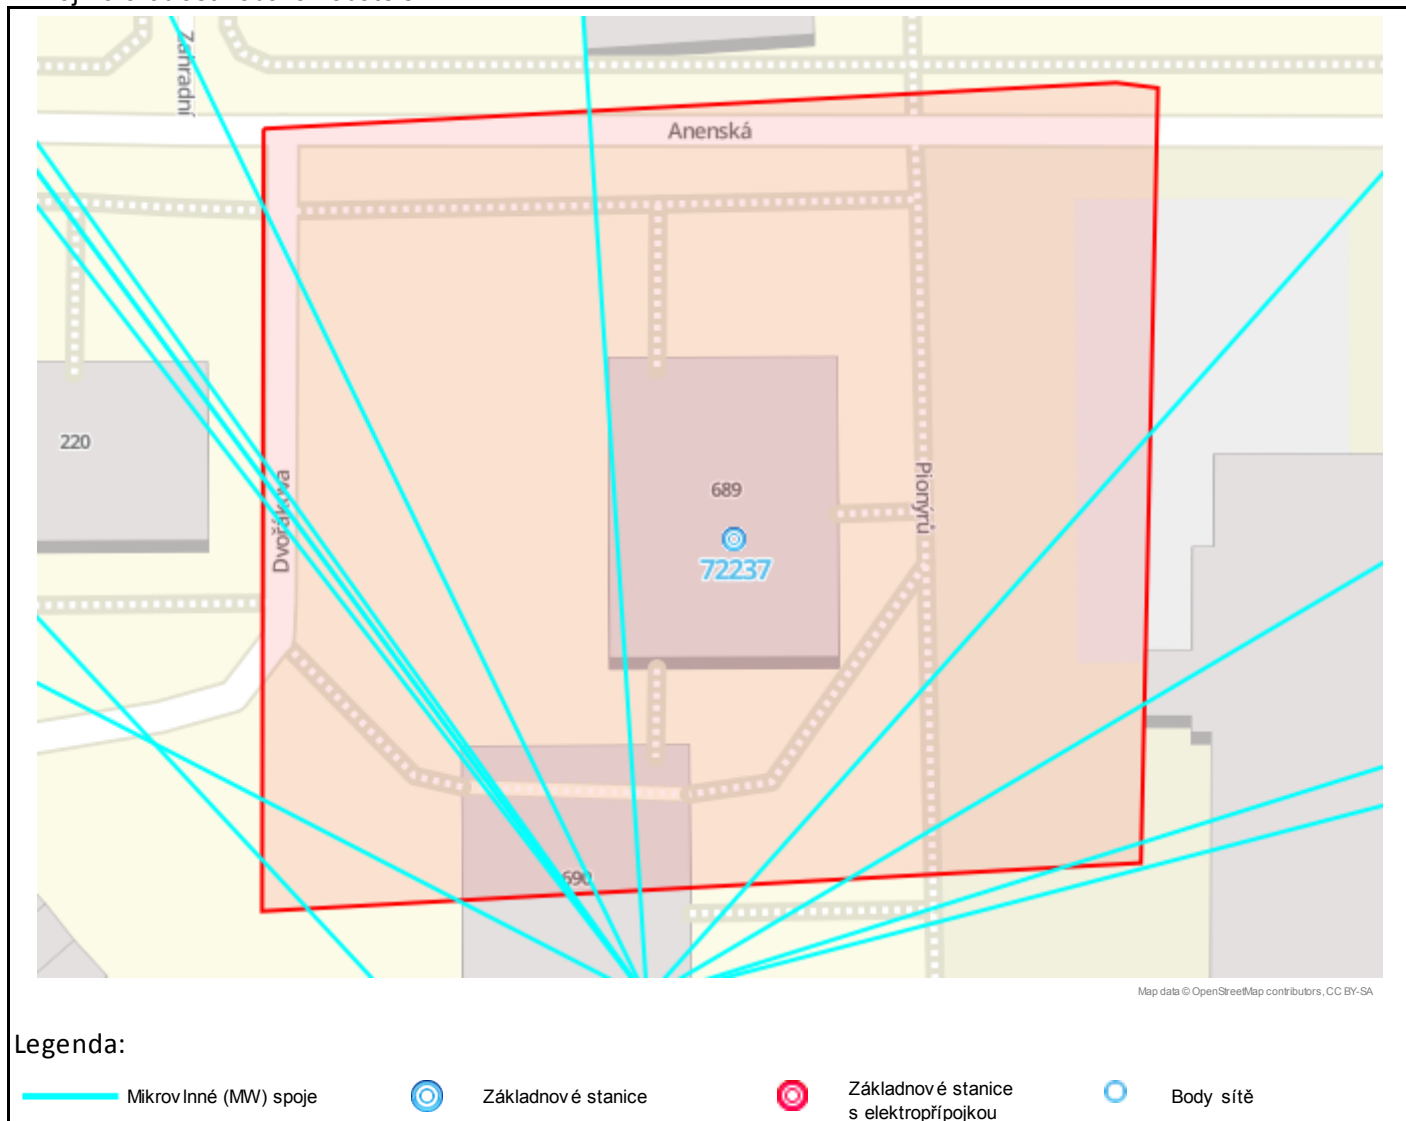 Zahradní
Anenská
220
Dvořákova
689
Pionýrů
72237
690
Map data © OpenStreetMap contributors, CC BY-SA
Legenda:
Mikrovlnné (MW) spoje
Základnové stanice
Základnové stanice
s elektropřípojkou
Body sítě